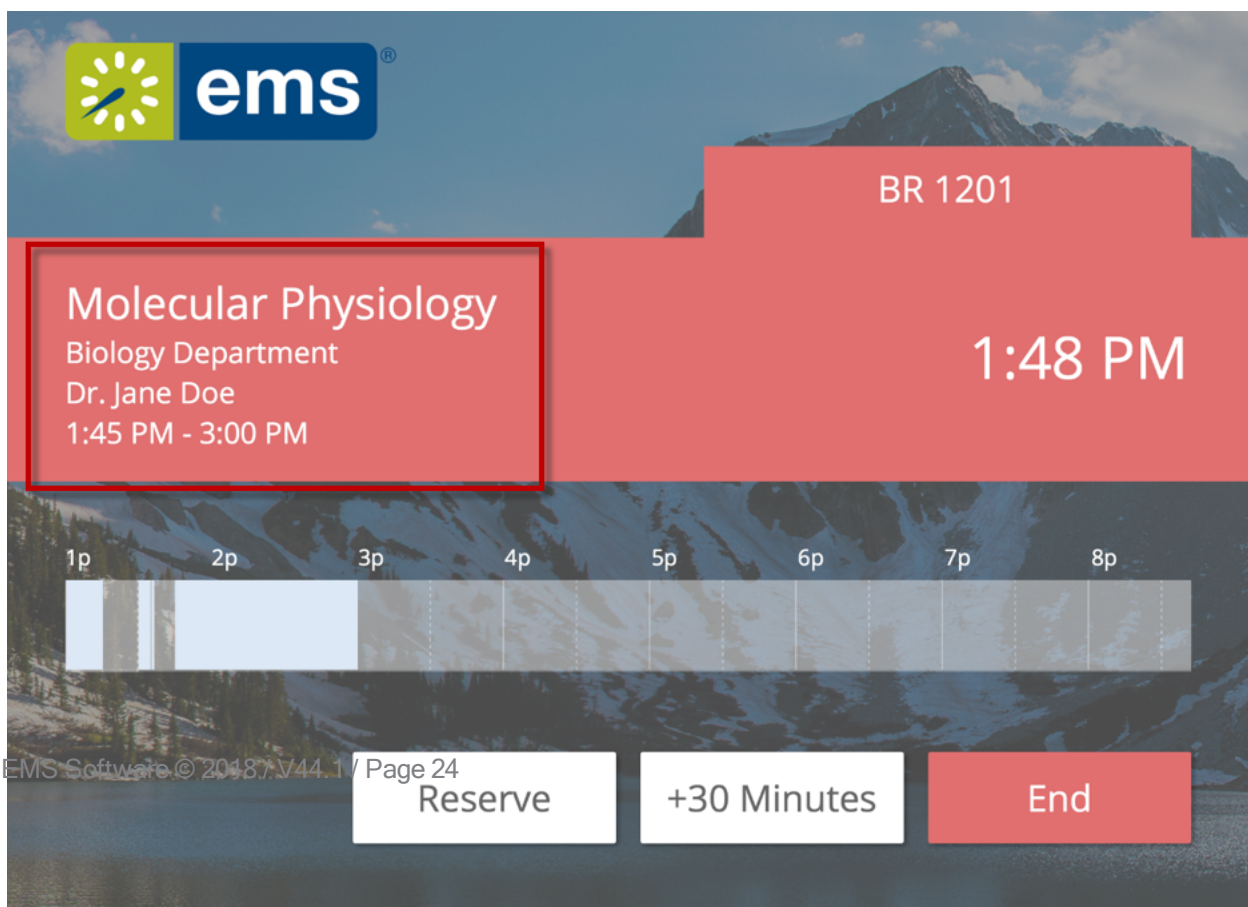 ems®
BR 1201
Molecular Physiology
Biology Department
Dr. Jane Doe
1:45 PM - 3:00 PM
1:48 PM
1p 2p 3p 4p 5p 6p 7p 8p
EMS Software © 2018 / V44.1 / Page 24
Reserve +30 Minutes End